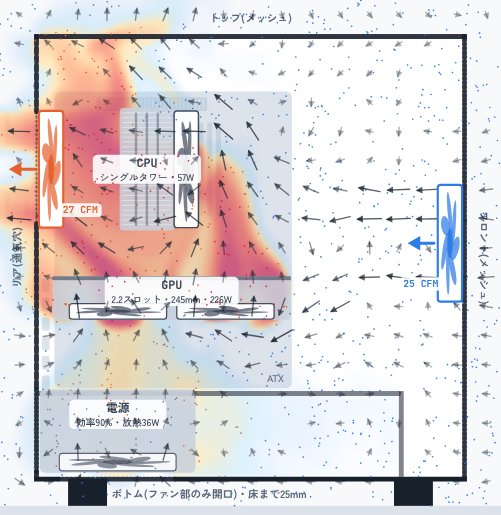 トップ(メッシュ)
CPU
シングルタワー・57W
27 CFM
リア(通気穴)
フロント(メッシュ)
25 CFM
GPU
2.2スロット・245mm・226W
ATX
電源
効率90%・放熱36W
ボトム(ファン部のみ開口)・床まで25mm